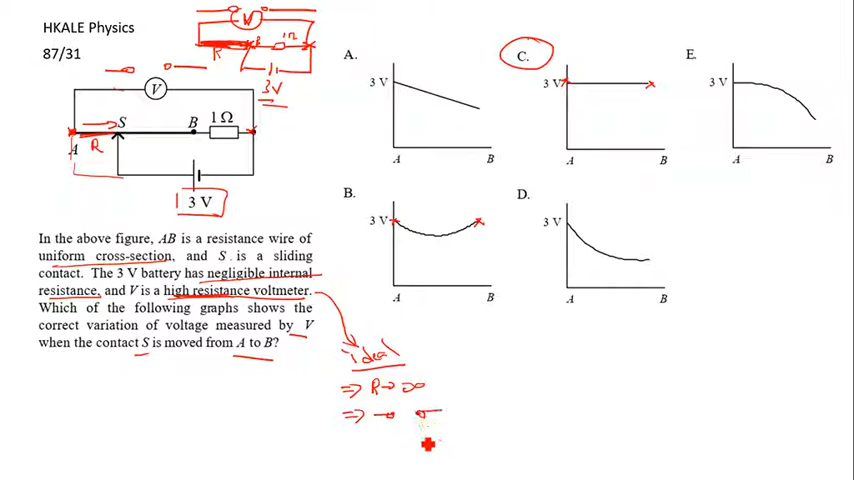 HKALE Physics
87/31
V
B
1Ω
R
3V
V
S
B
1 Ω
A
R
3 V
In the above figure, AB is a resistance wire of
uniform cross-section, and S is a sliding
contact. The 3 V battery has negligible internal
resistance, and V is a high resistance voltmeter.
Which of the following graphs shows the
correct variation of voltage measured by V
when the contact S is moved from A to B?
ideal
⇒ R→∞
⇒
A.
3 V
A
B
C.
3 V
A
B
E.
3 V
A
B
B.
3 V
A
B
D.
3 V
A
B